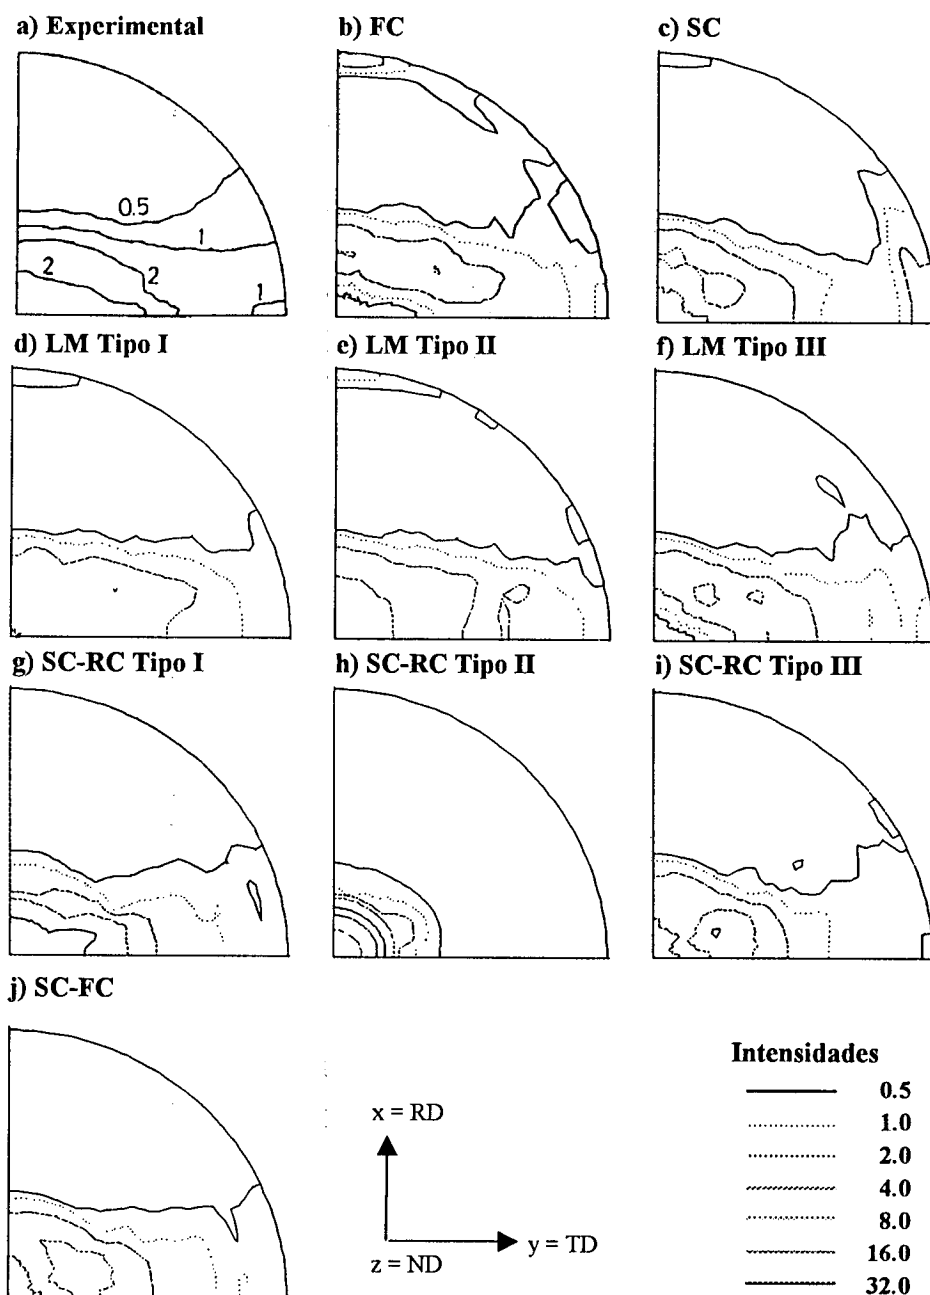 a) Experimental
b) FC
c) SC
0.5
1
2
2
1
d) LM Tipo I
e) LM Tipo II
f) LM Tipo III
g) SC-RC Tipo I
h) SC-RC Tipo II
i) SC-RC Tipo III
j) SC-FC
x = RD
y = TD
z = ND
Intensidades
0.5
1.0
2.0
4.0
8.0
16.0
32.0